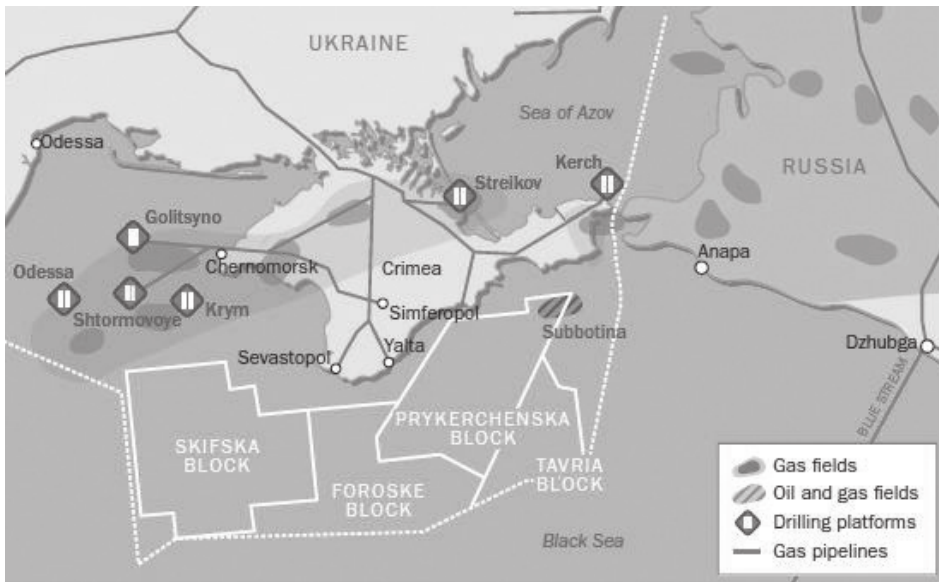 UKRAINE
Sea of Azov
Odessa
Kerch
Streikov
RUSSIA
Golitsyno
Anapa
Chernomorsk
Crimea
Odessa
Shtormovoye
Krym
Simferopol
Subbotina
Dzhubga
Sevastopol
Yalta
BLUE STREAM
PRYKERCHENSKA
BLOCK
SKIFSKA
BLOCK
TAVRIA
BLOCK
FOROSKE
BLOCK
Black Sea
Gas fields
Oil and gas fields
Drilling platforms
Gas pipelines